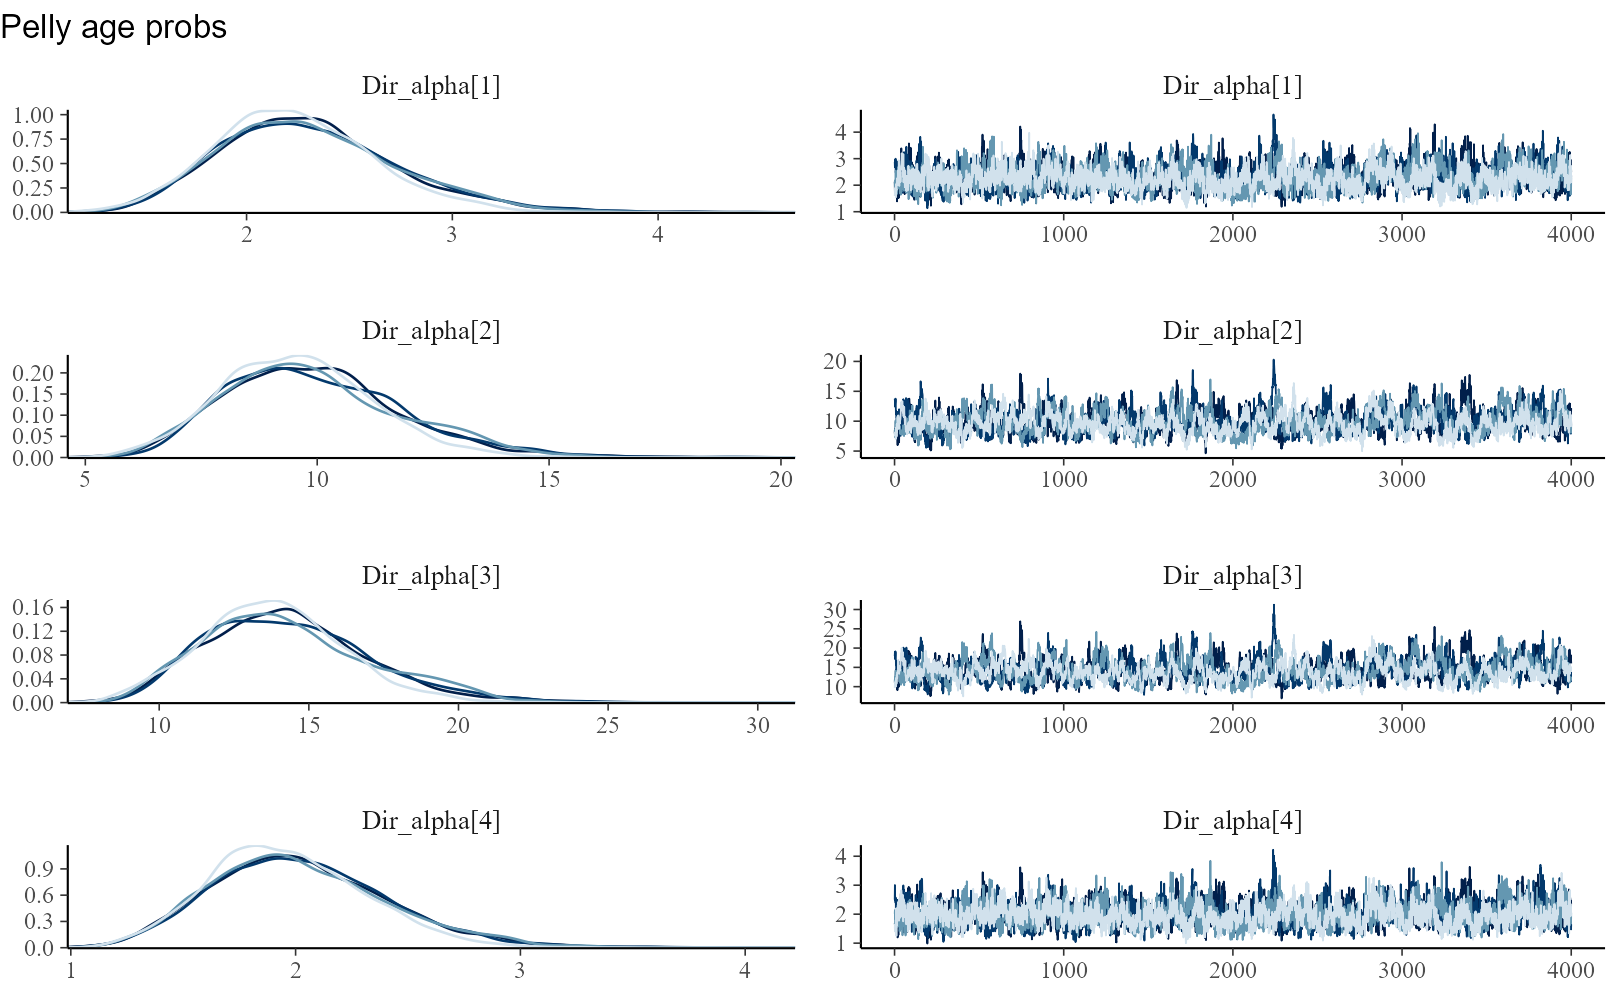 Pelly age probs
Dir_alpha[1]
1.00
0.75
0.50
0.25
0.00
2 3 4
Dir_alpha[1]
4
3
2
1
0 1000 2000 3000 4000
Dir_alpha[2]
0.20
0.15
0.10
0.05
0.00
5 10 15 20
Dir_alpha[2]
20
15
10
5
0 1000 2000 3000 4000
Dir_alpha[3]
0.16
0.12
0.08
0.04
0.00
10 15 20 25 30
Dir_alpha[3]
30
25
20
15
10
0 1000 2000 3000 4000
Dir_alpha[4]
0.9
0.6
0.3
0.0
1 2 3 4
Dir_alpha[4]
4
3
2
1
0 1000 2000 3000 4000